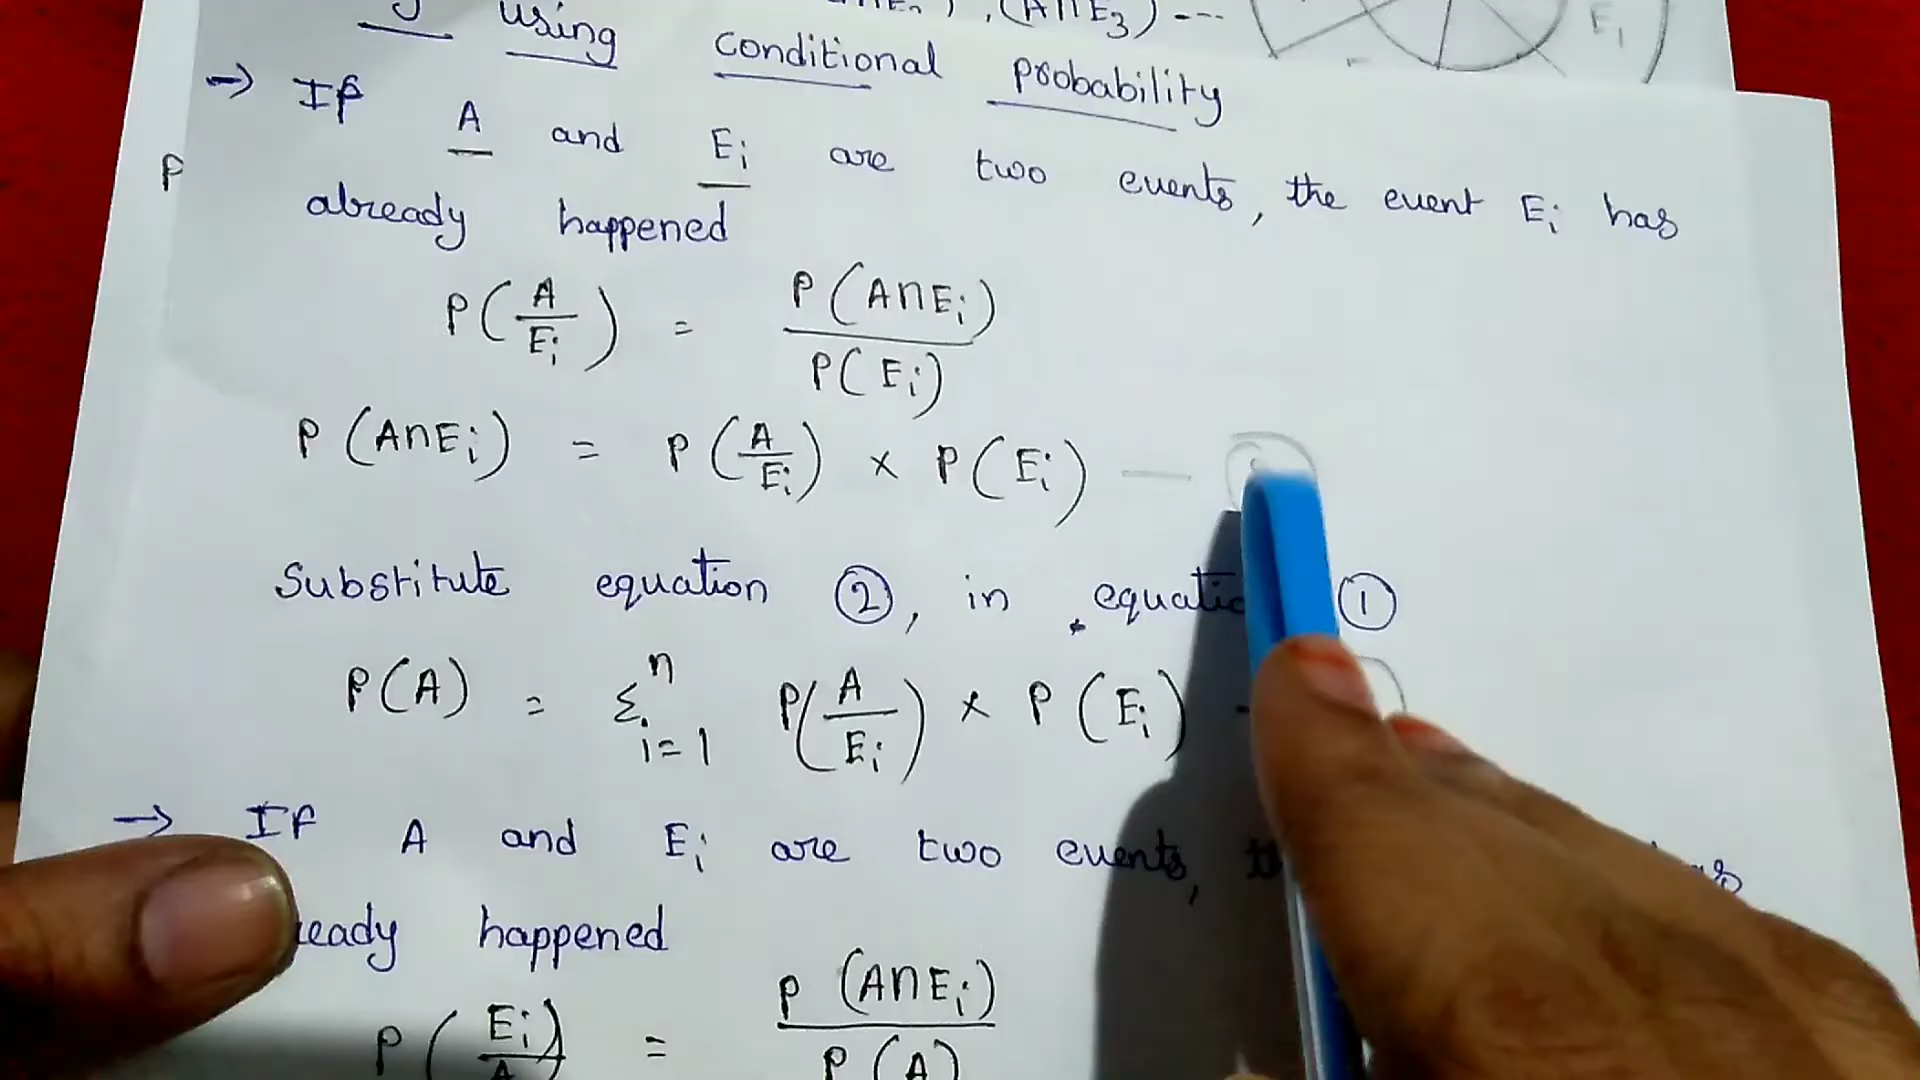 using conditional probability
(A∩E₃) ---
E₁
→ If A and Eᵢ are two events, the event Eᵢ has
already happened
P
P(A/Eᵢ) = P(A∩Eᵢ)/P(Eᵢ)
P(A∩Eᵢ) = P(A/Eᵢ) × P(Eᵢ) —
Substitute equation ②, in equatio ①
P(A) = Σⁿᵢ₌₁ P(A/Eᵢ) × P(Eᵢ) -
→ If A and Eᵢ are two events,
ready happened
P(Eᵢ/A) = P(A∩Eᵢ)/P(A)